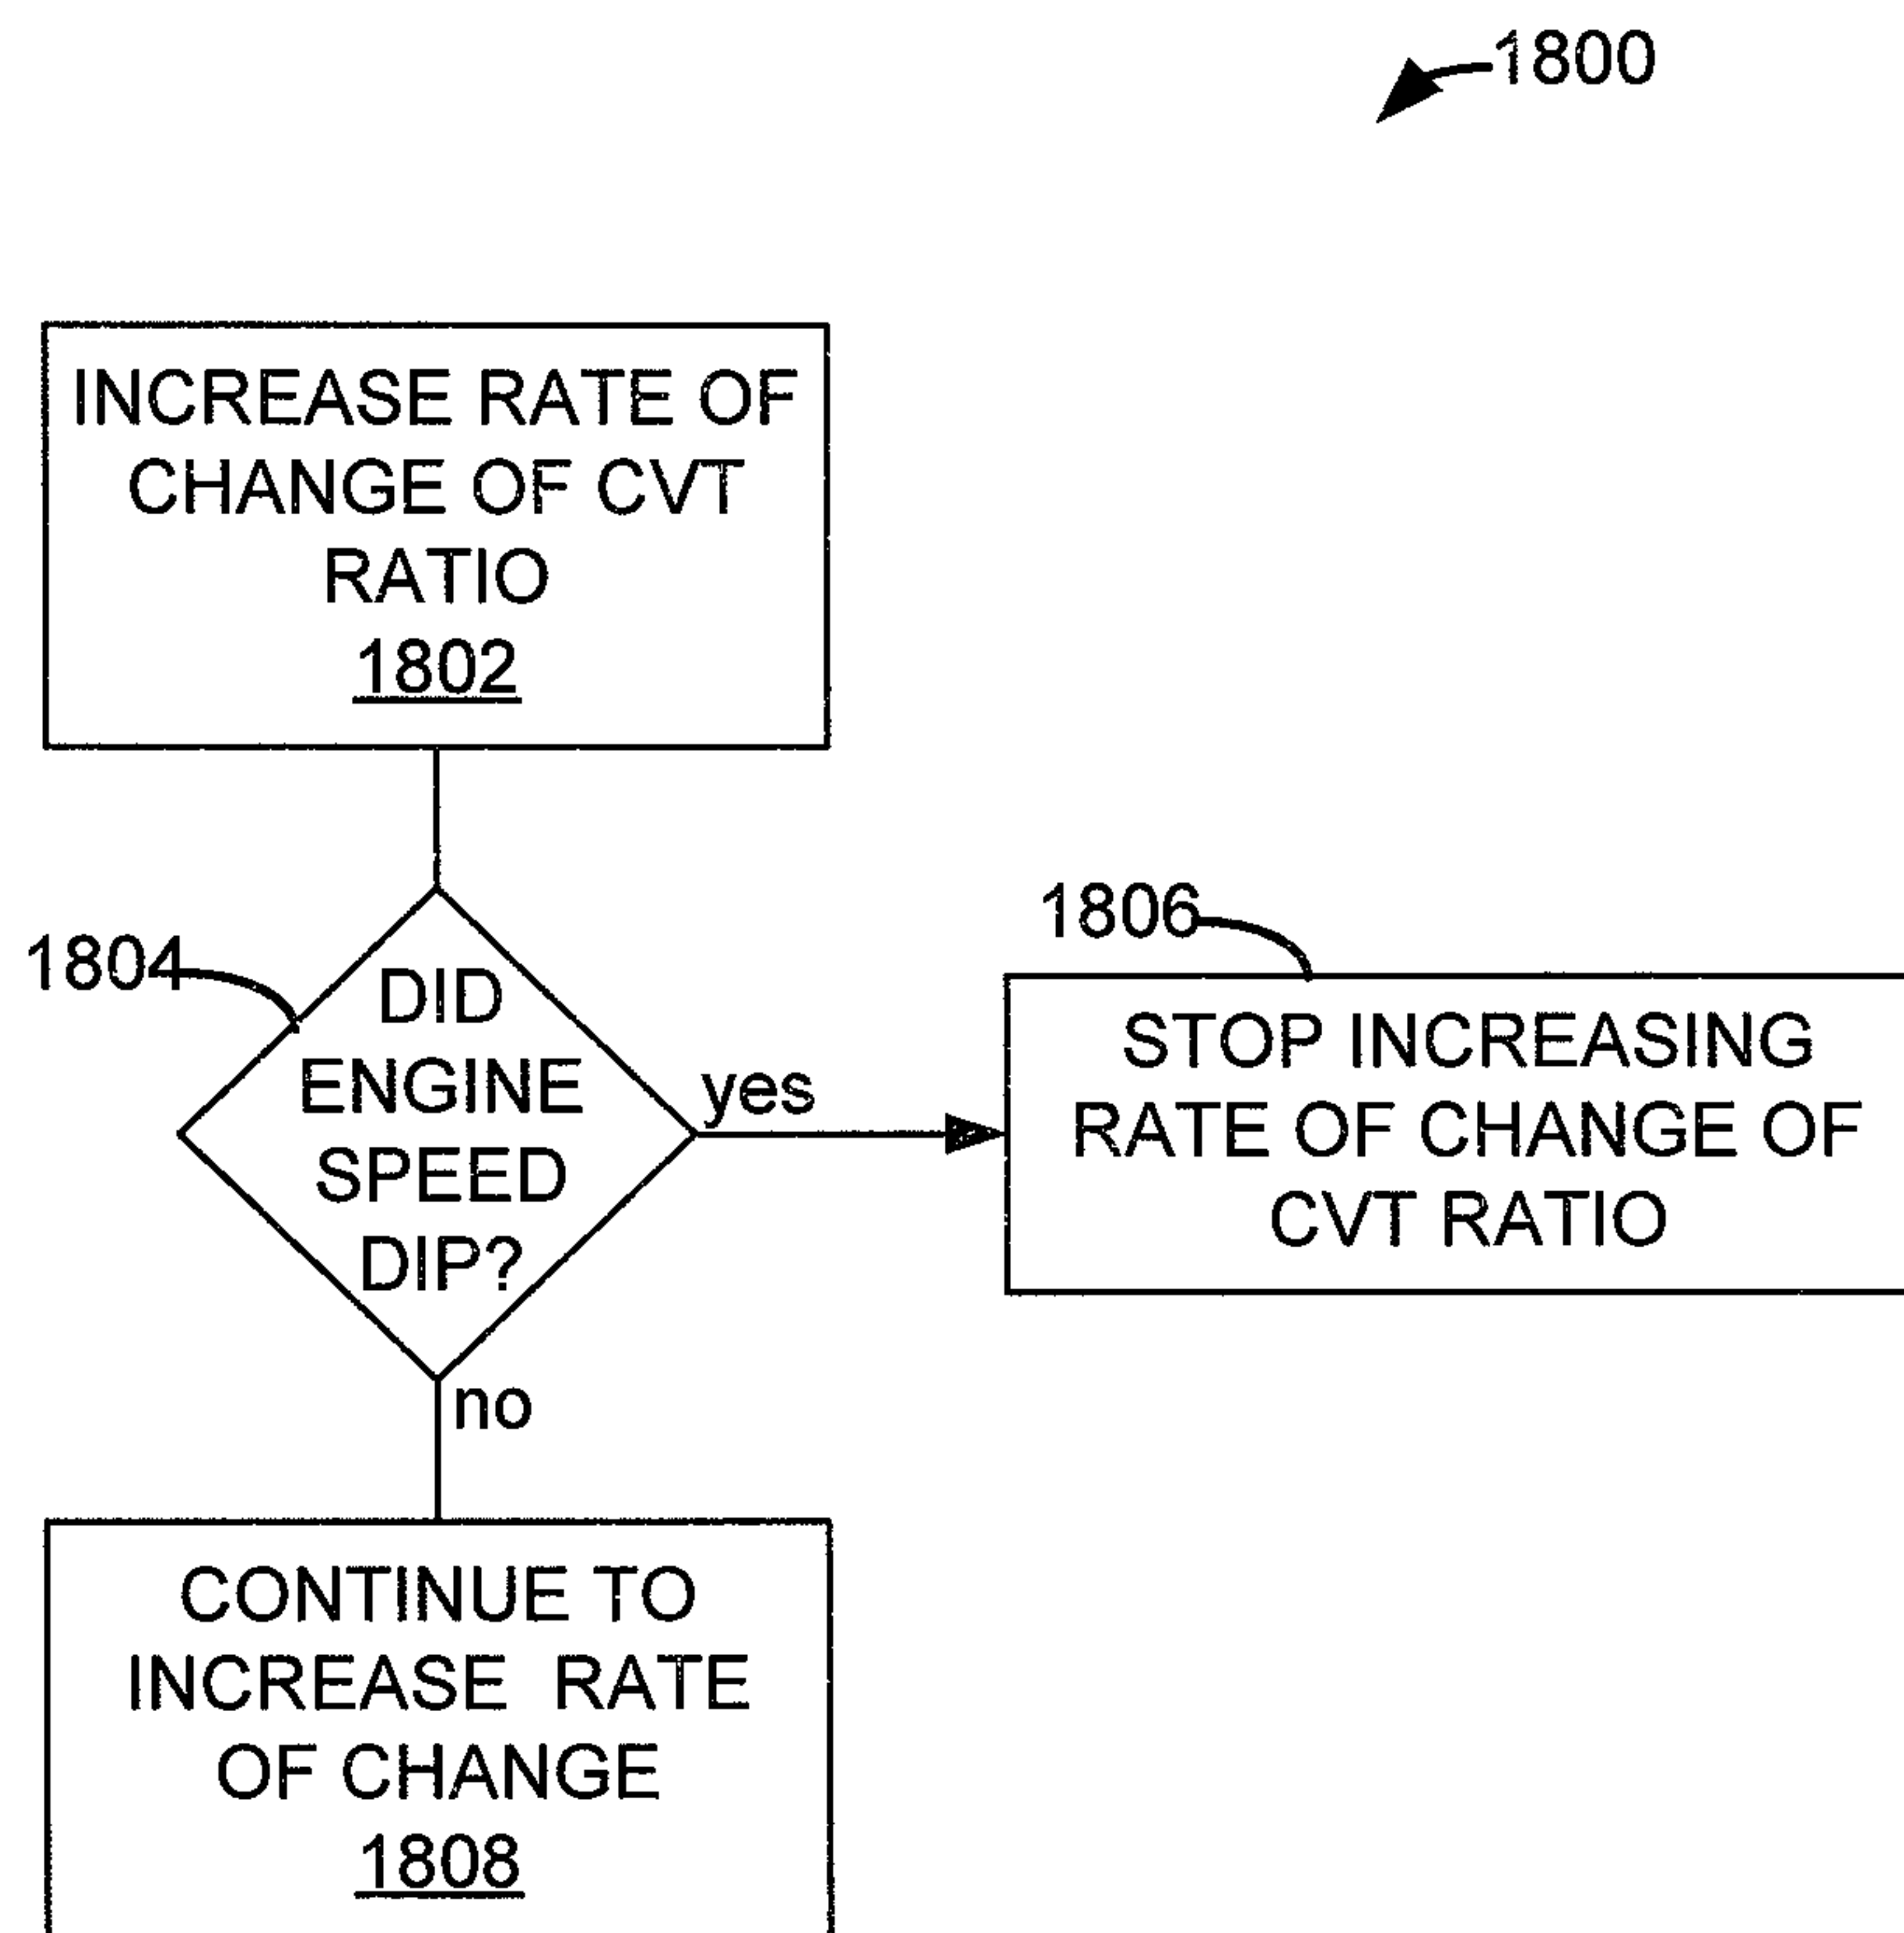 1800
INCREASE RATE OF
CHANGE OF CVT
RATIO
1802
1804
DID
ENGINE
SPEED
DIP?
yes
1806
STOP INCREASING
RATE OF CHANGE OF
CVT RATIO
no
CONTINUE TO
INCREASE RATE
OF CHANGE
1808